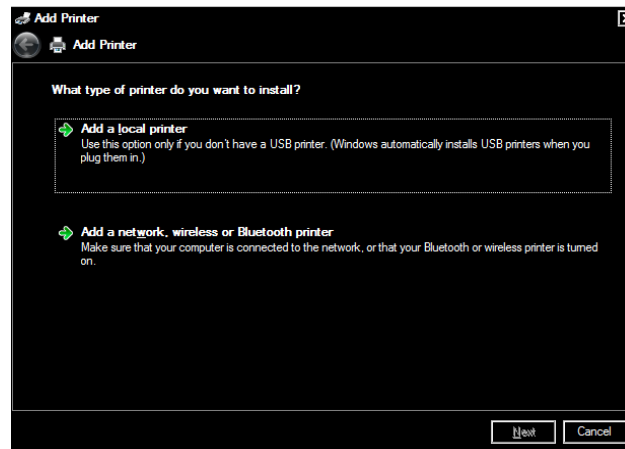 Add Printer
Add Printer
What type of printer do you want to install?
Add a local printer
Use this option only if you don't have a USB printer. (Windows automatically installs USB printers when you
plug them in.)
Add a network, wireless or Bluetooth printer
Make sure that your computer is connected to the network, or that your Bluetooth or wireless printer is turned
on.
Next Cancel